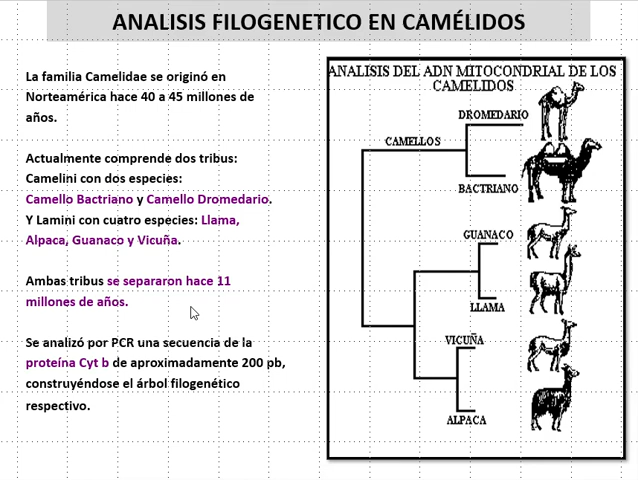 ANALISIS FILOGENETICO EN CAMÉLIDOS
La familia Camelidae se originó en
Norteamérica hace 40 a 45 millones de
años.
Actualmente comprende dos tribus:
Camelini con dos especies:
Camello Bactriano y Camello Dromedario.
Y Lamini con cuatro especies: Llama,
Alpaca, Guanaco y Vicuña.
Ambas tribus se separaron hace 11
millones de años.
Se analizó por PCR una secuencia de la
proteína Cyt b de aproximadamente 200 pb,
construyéndose el árbol filogenético
respectivo.
ANALISIS DEL ADN MITOCONDRIAL DE LOS
CAMELIDOS
DROMEDARIO
CAMELLOS
BACTRIANO
GUANACO
LLAMA
VICUÑA
ALPACA